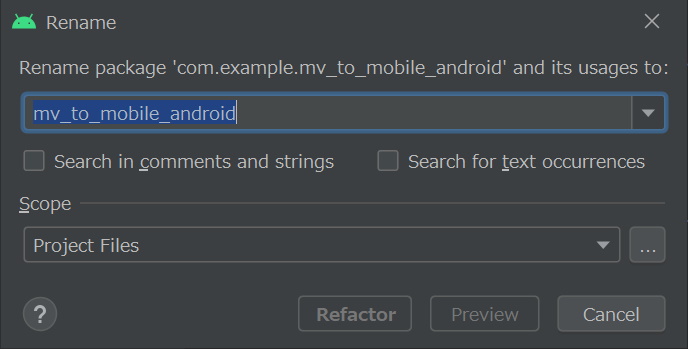 Rename
Rename package 'com.example.mv_to_mobile_android' and its usages to:
mv_to_mobile_android
Search in comments and strings
Search for text occurrences
Scope
Project Files
...
?
Refactor
Preview
Cancel